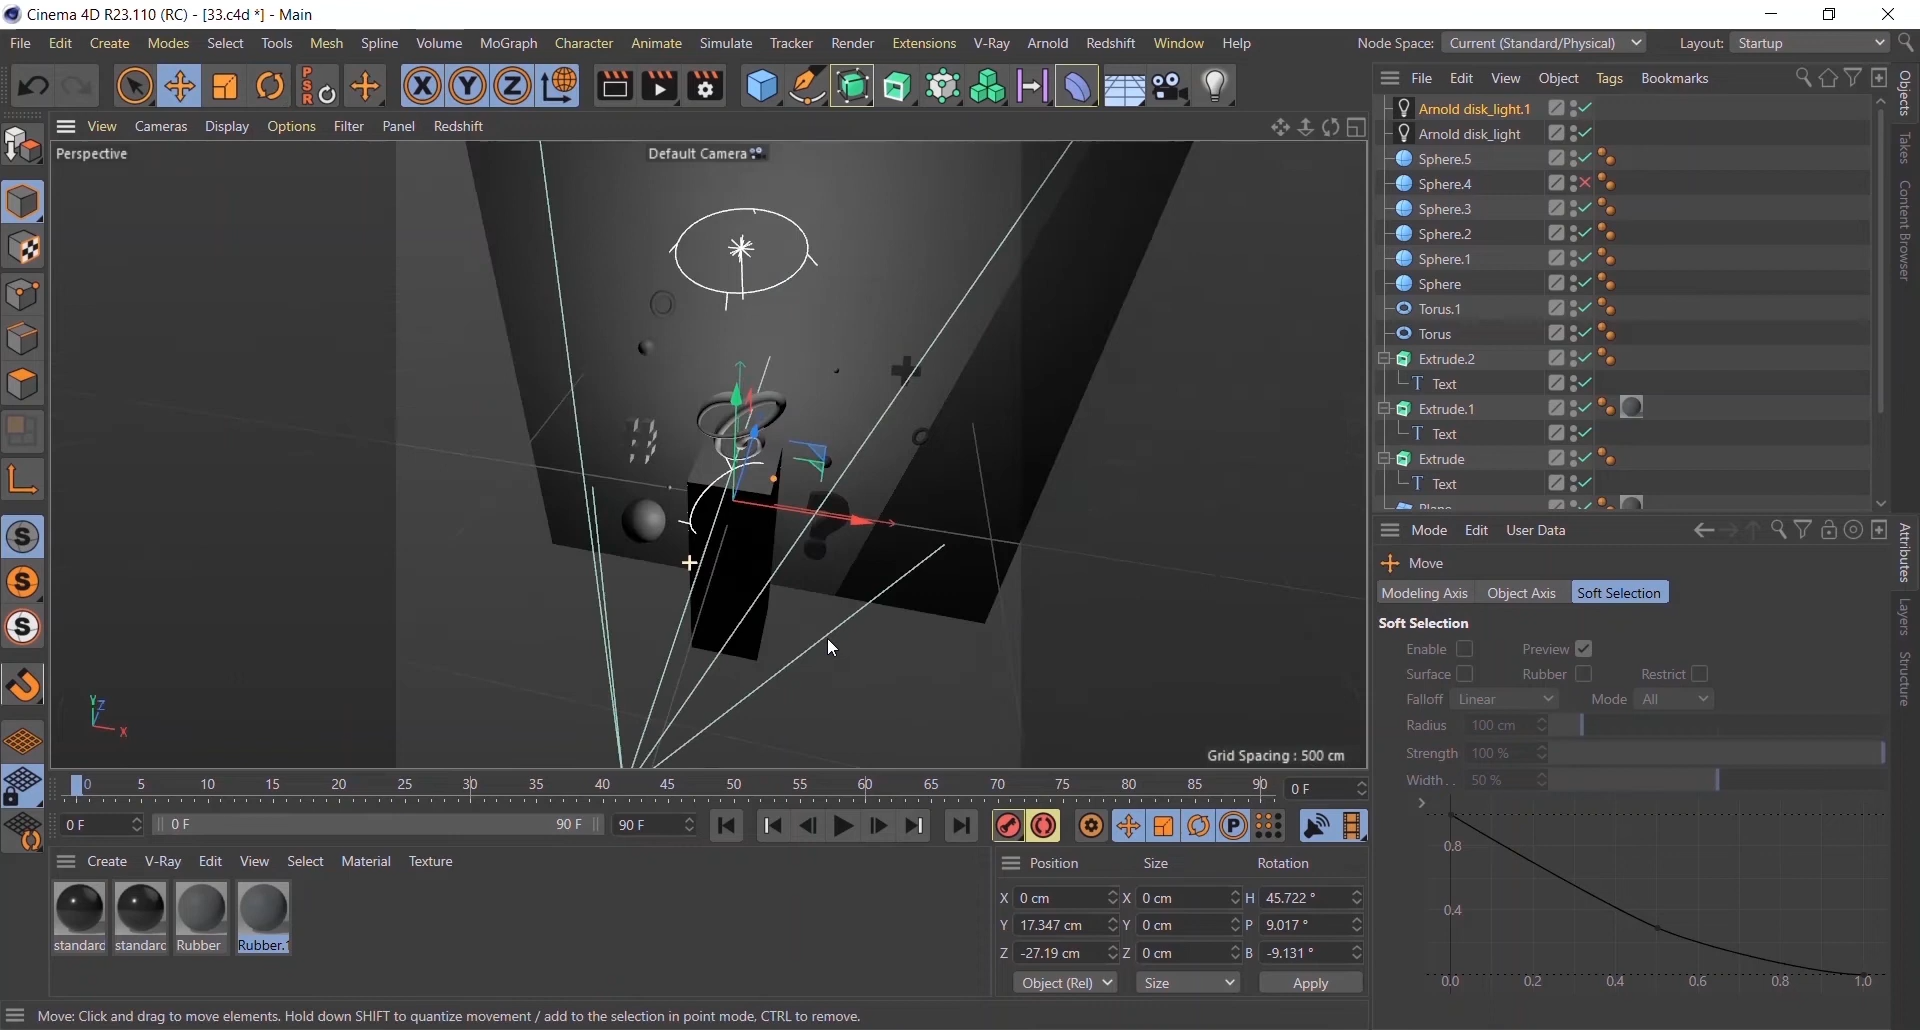 Cinema 4D R23.110 (RC) - [33.c4d *] - Main
File Edit Create Modes Select Tools Mesh Spline Volume MoGraph Character Animate Simulate Tracker Render Extensions V-Ray Arnold Redshift Window Help Node Space: Current (Standard/Physical) Layout: Startup
P
S
R
X Y Z
File Edit View Object Tags Bookmarks
View Cameras Display Options Filter Panel Redshift
Perspective
Default Camera
Arnold disk_light.1
Arnold disk_light
Sphere.5
Sphere.4
Sphere.3
Sphere.2
Sphere.1
Sphere
Torus.1
Torus
Extrude.2
Text
Extrude.1
Text
Extrude
Text
Objects
Takes
Content Browser
S
S
S
Y
Z
X
Grid Spacing : 500 cm
Mode Edit User Data
Move
Modeling Axis Object Axis Soft Selection
Soft Selection
Enable Preview
Surface Rubber Restrict
Falloff Linear Mode All
Radius 100 cm
Strength 100 %
Width . . 50 %
0.8
0.4
0.0 0.2 0.4 0.6 0.8 1.0
Attributes
Layers
Structure
0 5 10 15 20 25 30 35 40 45 50 55 60 65 70 75 80 85 90 0 F
0 F 0 F 90 F 90 F
P
Create V-Ray Edit View Select Material Texture
standard standard Rubber Rubber.1
Position Size Rotation
X 0 cm X 0 cm H 45.722 °
Y 17.347 cm Y 0 cm P 9.017 °
Z -27.19 cm Z 0 cm B -9.131 °
Object (Rel) Size Apply
Move: Click and drag to move elements. Hold down SHIFT to quantize movement / add to the selection in point mode, CTRL to remove.